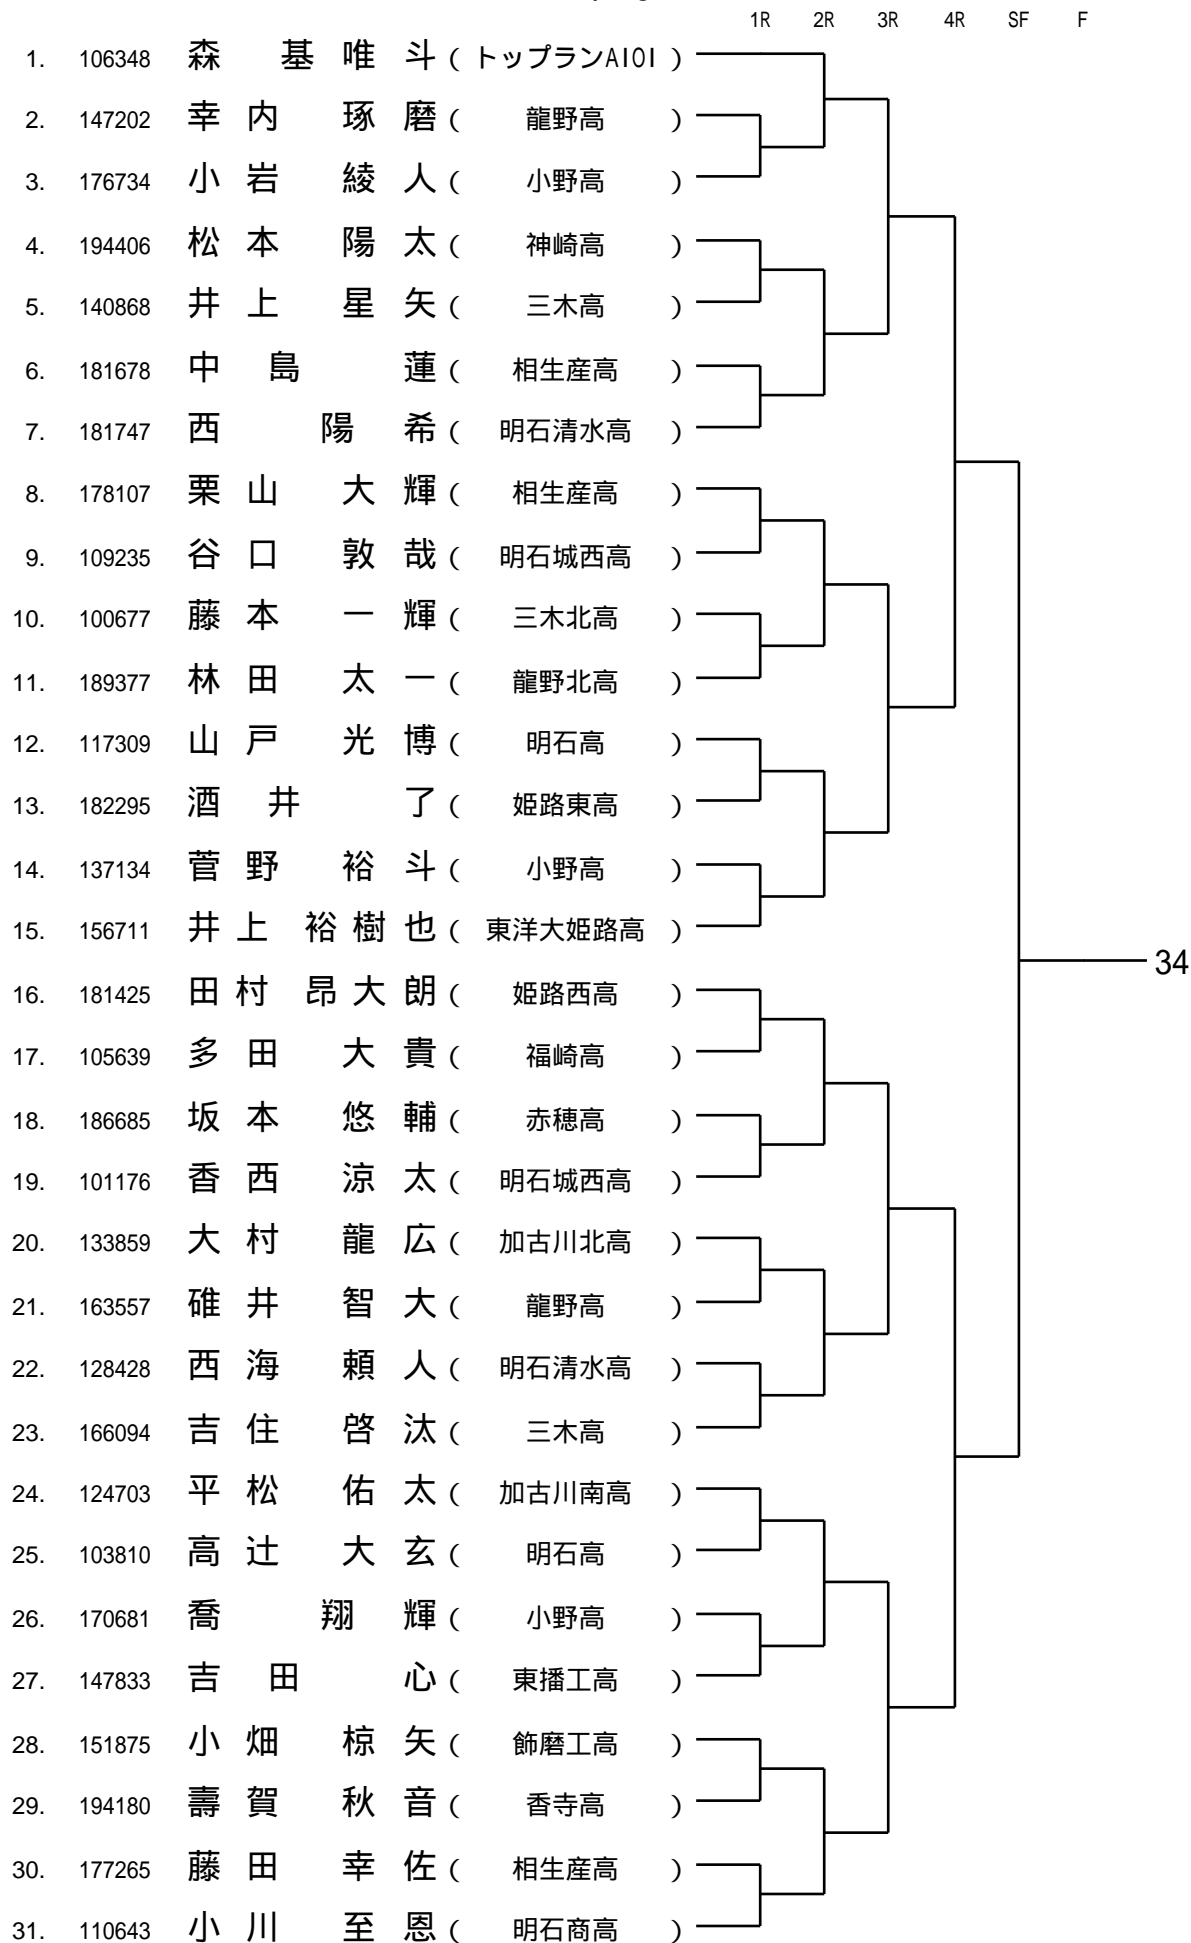 1R 2R 3R 4R SF F
1. 106348 森 基唯斗 ( トップランAIOI )
2. 147202 幸内 琢磨 ( 龍野高 )
3. 176734 小岩 綾人 ( 小野高 )
4. 194406 松本 陽太 ( 神崎高 )
5. 140868 井上 星矢 ( 三木高 )
6. 181678 中島 蓮 ( 相生産高 )
7. 181747 西 陽希 ( 明石清水高 )
8. 178107 栗山 大輝 ( 相生産高 )
9. 109235 谷口 敦哉 ( 明石城西高 )
10. 100677 藤本 一輝 ( 三木北高 )
11. 189377 林田 太一 ( 龍野北高 )
12. 117309 山戸 光博 ( 明石高 )
13. 182295 酒井 了 ( 姫路東高 )
14. 137134 菅野 裕斗 ( 小野高 )
15. 156711 井上 裕樹也 ( 東洋大姫路高 )
34
16. 181425 田村 昂大朗 ( 姫路西高 )
17. 105639 多田 大貴 ( 福崎高 )
18. 186685 坂本 悠輔 ( 赤穂高 )
19. 101176 香西 涼太 ( 明石城西高 )
20. 133859 大村 龍広 ( 加古川北高 )
21. 163557 碓井 智大 ( 龍野高 )
22. 128428 西海 頼人 ( 明石清水高 )
23. 166094 吉住 啓汰 ( 三木高 )
24. 124703 平松 佑太 ( 加古川南高 )
25. 103810 高辻 大玄 ( 明石高 )
26. 170681 喬 翔輝 ( 小野高 )
27. 147833 吉田 心 ( 東播工高 )
28. 151875 小畑 椋矢 ( 飾磨工高 )
29. 194180 壽賀 秋音 ( 香寺高 )
30. 177265 藤田 幸佐 ( 相生産高 )
31. 110643 小川 至恩 ( 明石商高 )